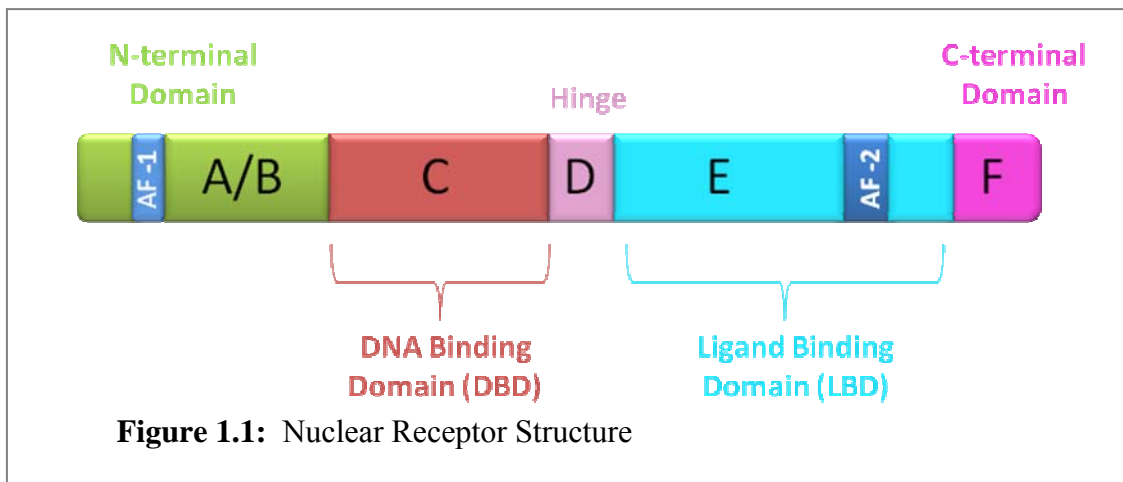 N-terminal
Domain
C-terminal
Domain
Hinge
AF-1
A/B
C
D
E
AF-2
F
DNA Binding
Domain (DBD)
Ligand Binding
Domain (LBD)
Figure 1.1: Nuclear Receptor Structure